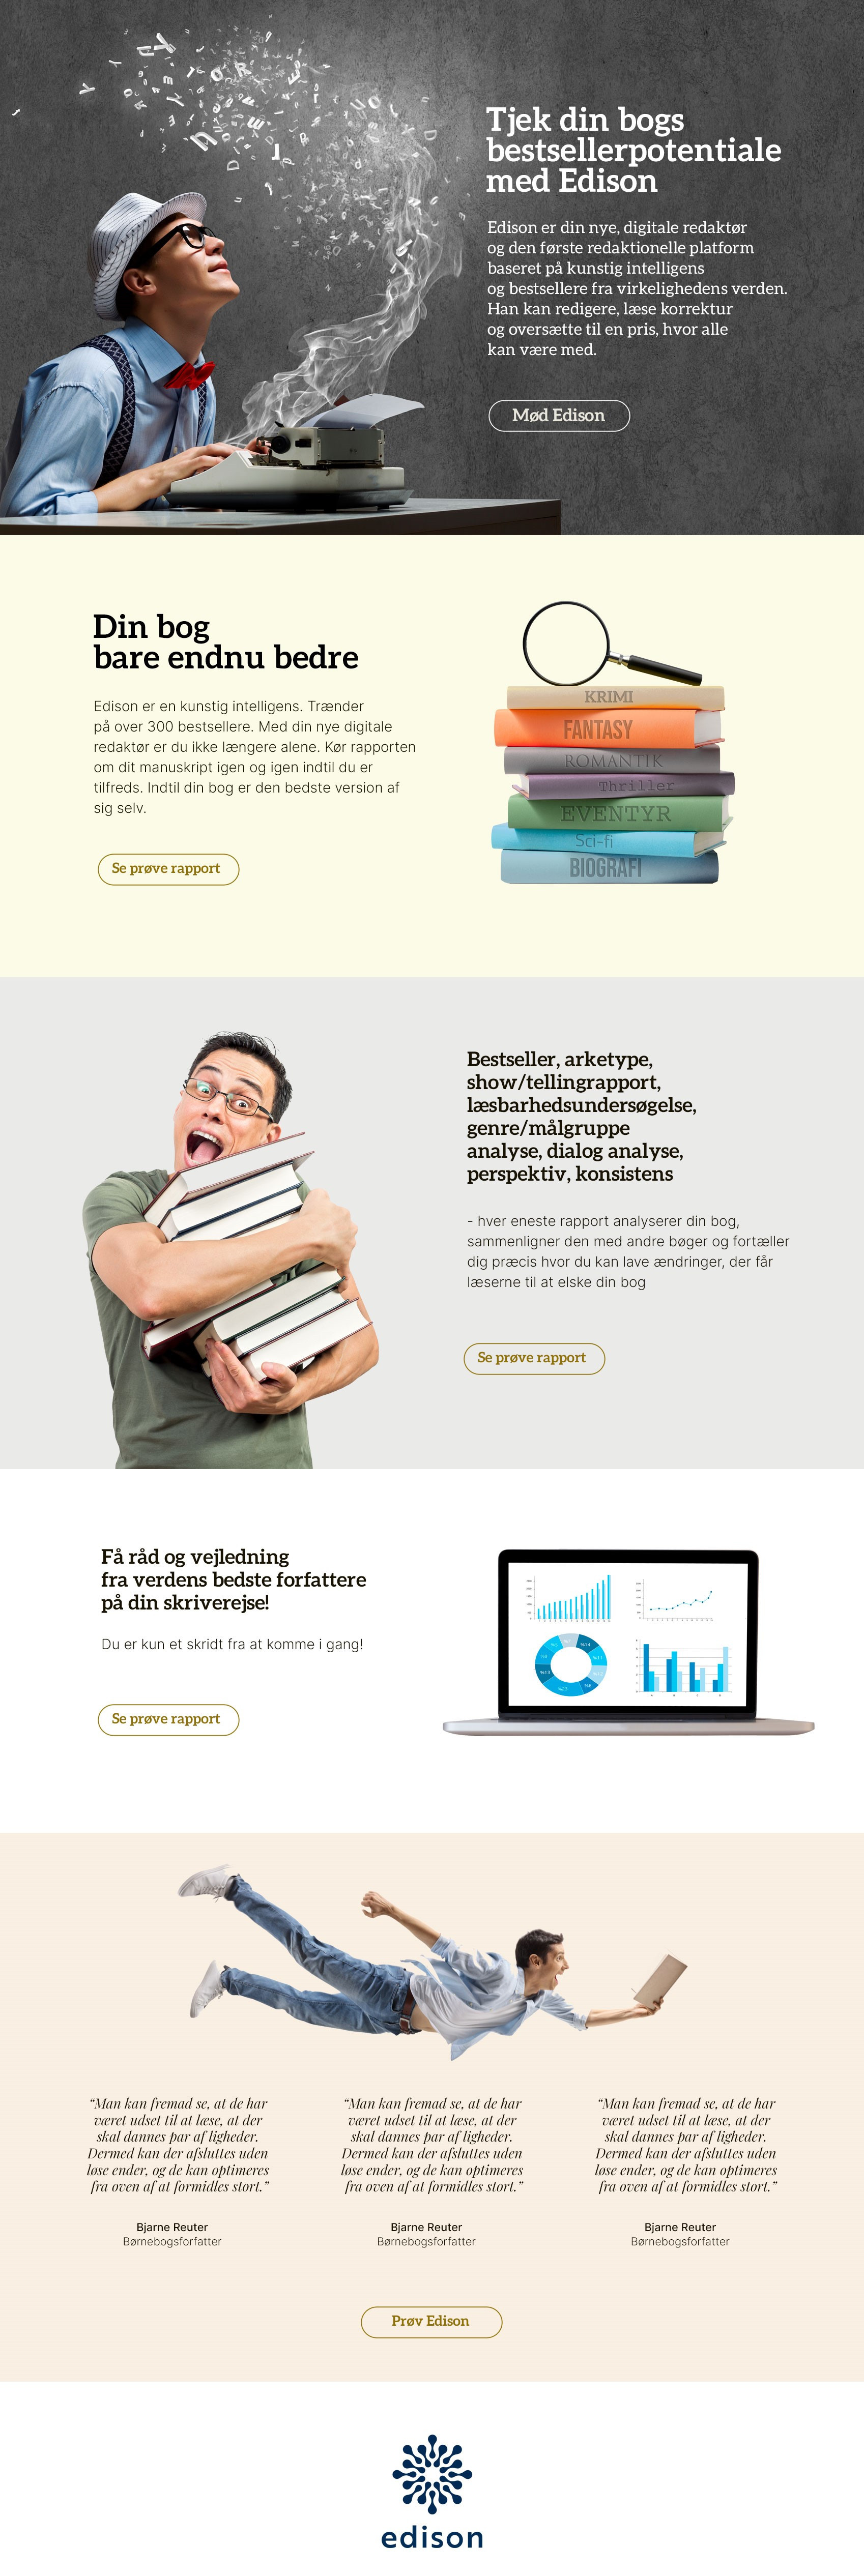 Tjek din bogs
bestsellerpotentiale
med Edison
Edison er din nye, digitale redaktør
og den første redaktionelle platform
baseret på kunstig intelligens
og bestsellere fra virkelighedens verden.
Han kan redigere, læse korrektur
og oversætte til en pris, hvor alle
kan være med.
Mød Edison
Din bog
bare endnu bedre
Edison er en kunstig intelligens. Trænder
på over 300 bestsellere. Med din nye digitale
redaktør er du ikke længere alene. Kør rapporten
om dit manuskript igen og igen indtil du er
tilfreds. Indtil din bog er den bedste version af
sig selv.
Se prøve rapport
KRIMI
FANTASY
ROMANTIK
Thriller
EVENTYR
Sci-fi
BIOGRAFI
Bestseller, arketype,
show/tellingrapport,
læsbarhedsundersøgelse,
genre/målgruppe
analyse, dialog analyse,
perspektiv, konsistens
- hver eneste rapport analyserer din bog,
sammenligner den med andre bøger og fortæller
dig præcis hvor du kan lave ændringer, der får
læserne til at elske din bog
Se prøve rapport
Få råd og vejledning
fra verdens bedste forfattere
på din skriverejse!
Du er kun et skridt fra at komme i gang!
Se prøve rapport
“Man kan fremad se, at de har
været udset til at læse, at der
skal dannes par af ligheder.
Dermed kan der afsluttes uden
løse ender, og de kan optimeres
fra oven af at formidles stort.”
Bjarne Reuter
Børnebogsforfatter
“Man kan fremad se, at de har
været udset til at læse, at der
skal dannes par af ligheder.
Dermed kan der afsluttes uden
løse ender, og de kan optimeres
fra oven af at formidles stort.”
Bjarne Reuter
Børnebogsforfatter
“Man kan fremad se, at de har
været udset til at læse, at der
skal dannes par af ligheder.
Dermed kan der afsluttes uden
løse ender, og de kan optimeres
fra oven af at formidles stort.”
Bjarne Reuter
Børnebogsforfatter
Prøv Edison
edison